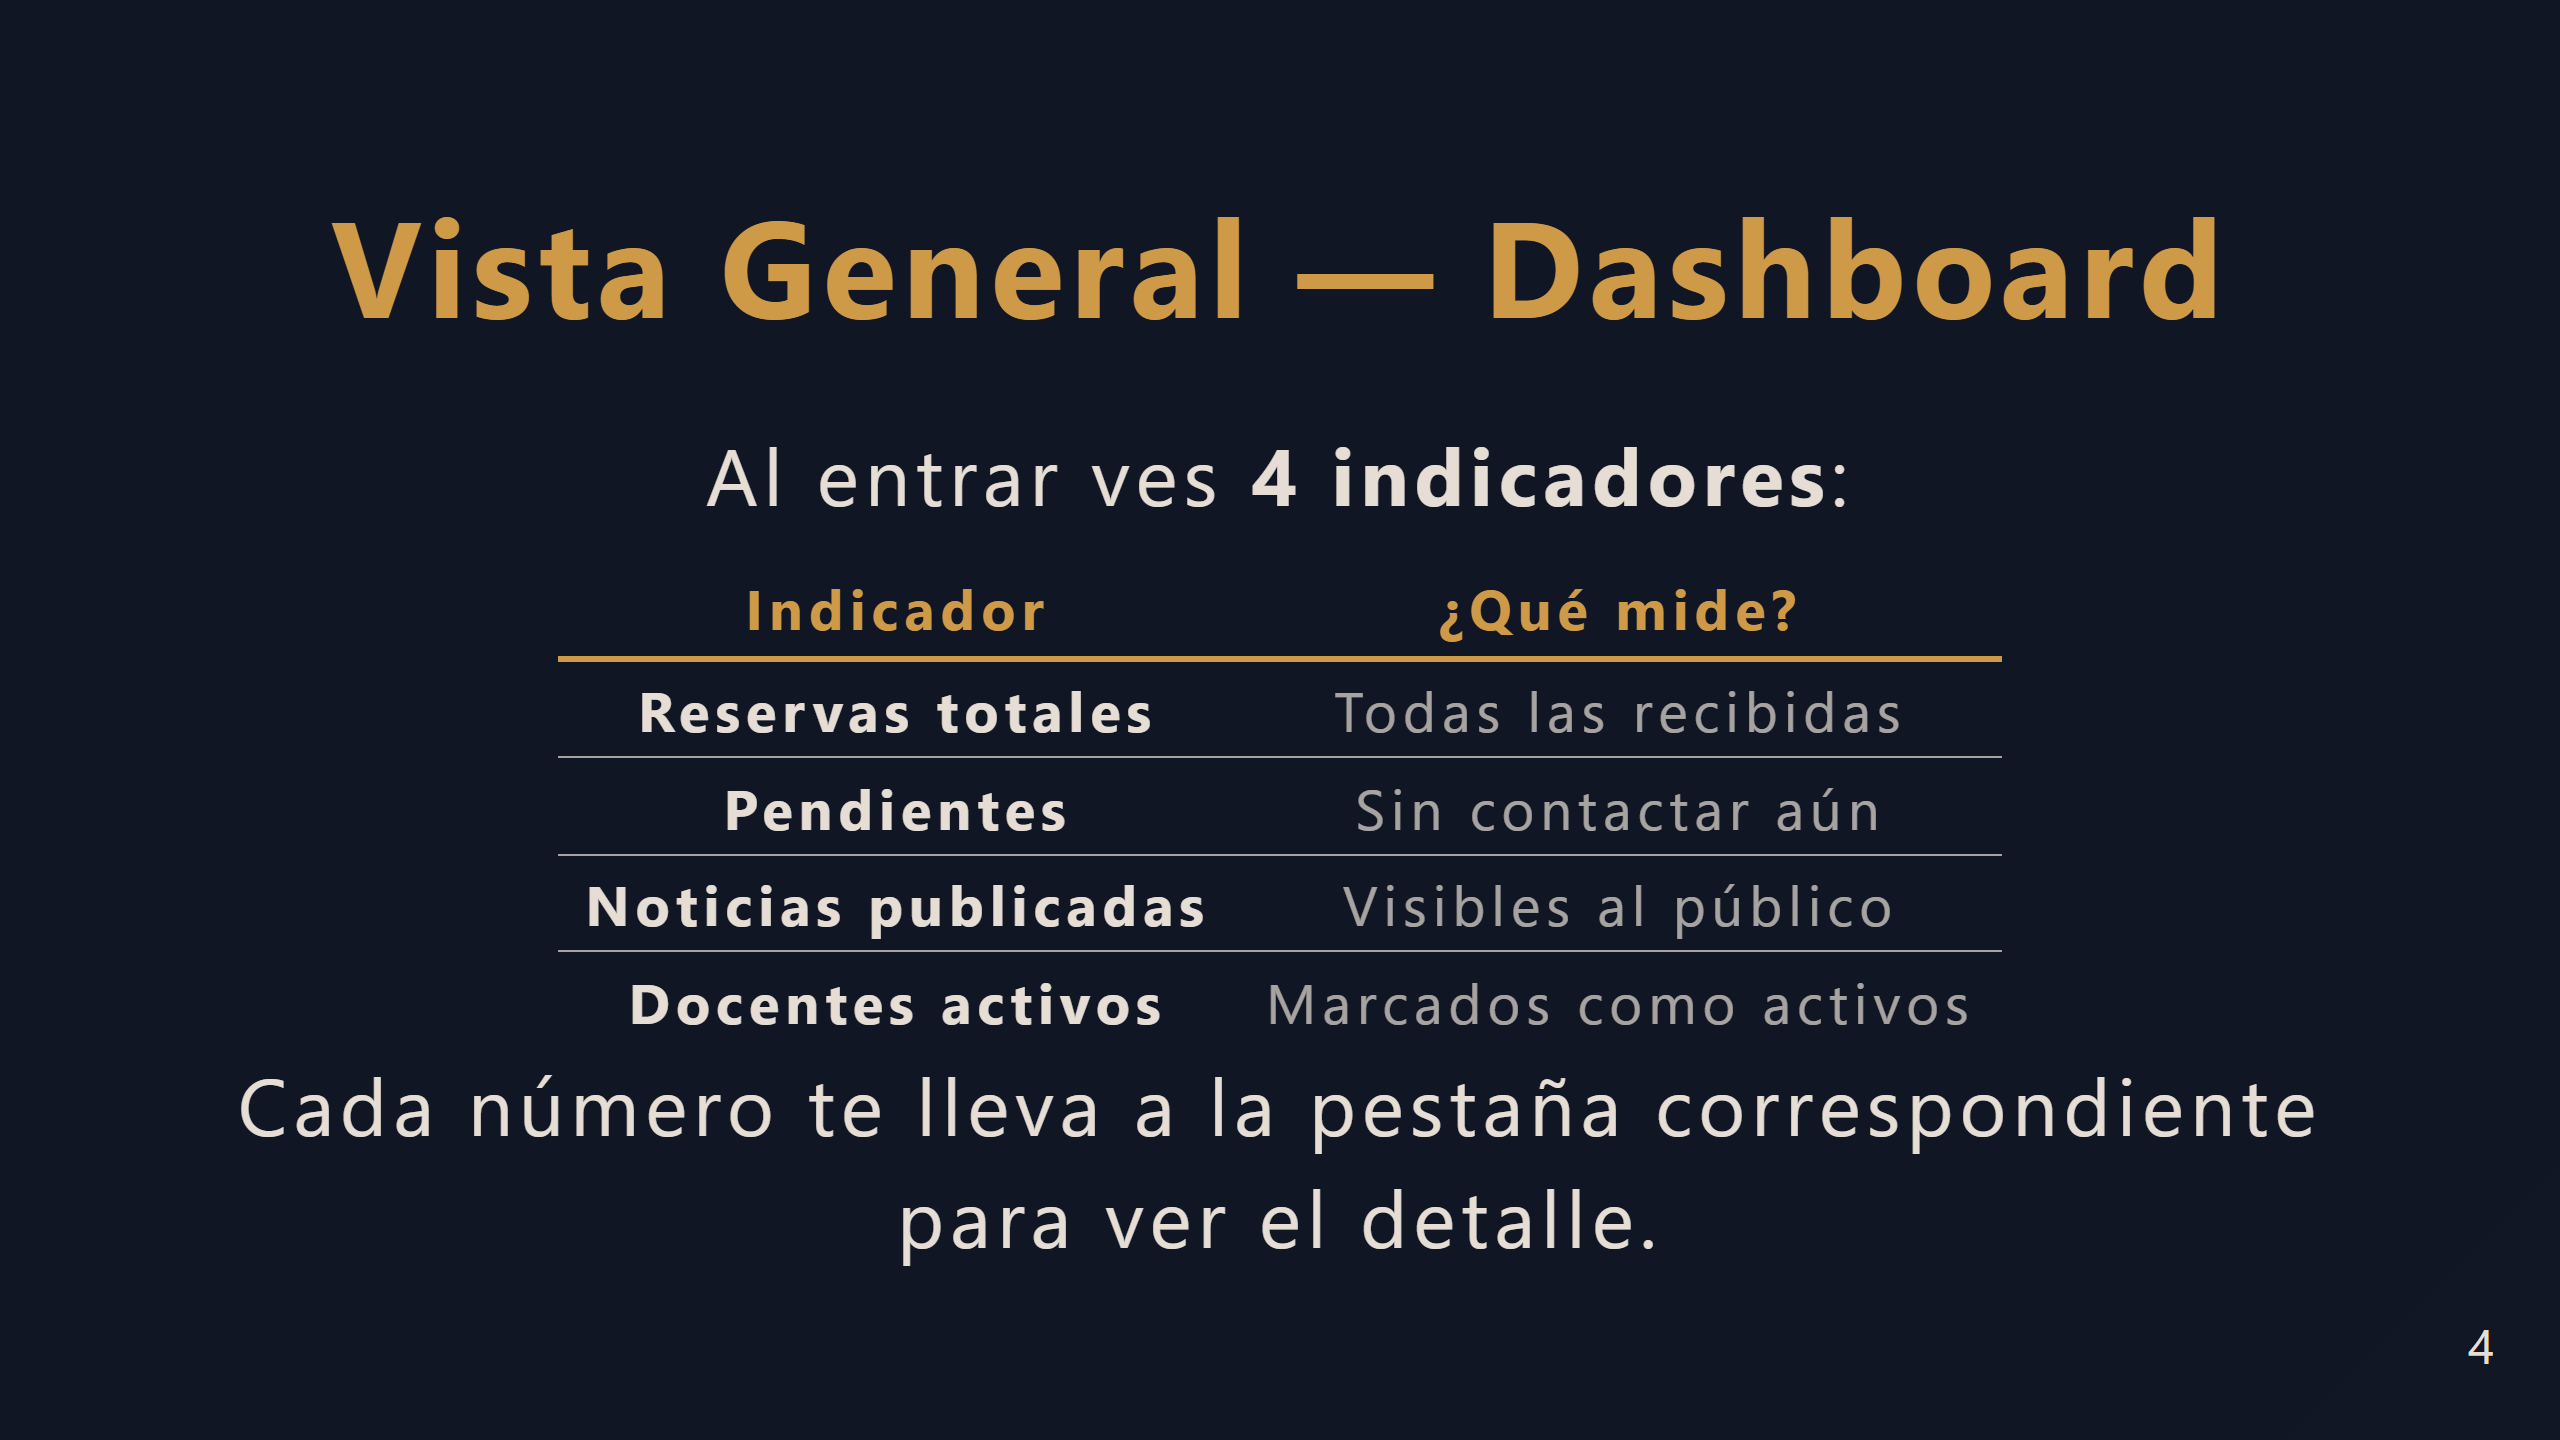 Vista General — Dashboard
Al entrar ves 4 indicadores:
Indicador ¿Qué mide?
Reservas totales Todas las recibidas
Pendientes Sin contactar aún
Noticias publicadas Visibles al público
Docentes activos Marcados como activos
Cada número te lleva a la pestaña correspondiente
para ver el detalle.
4